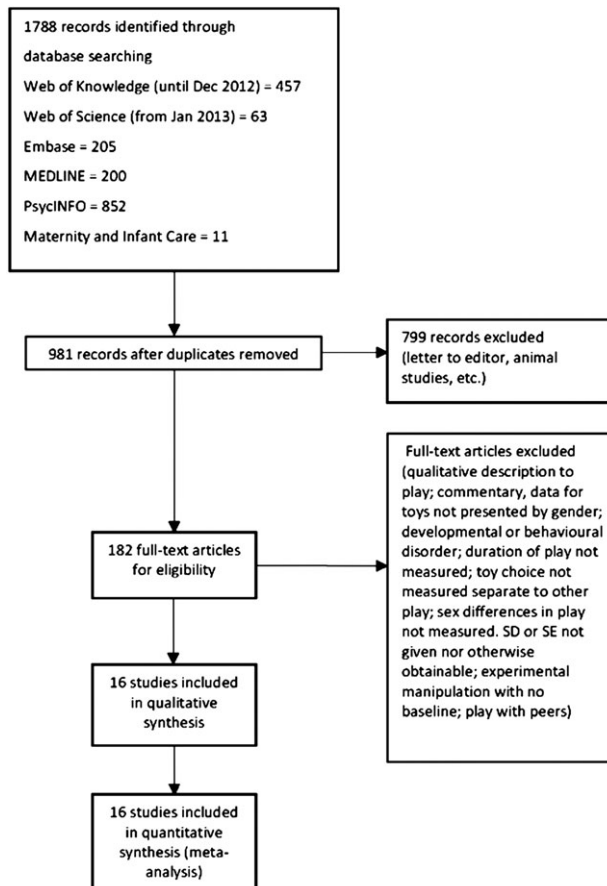 1788 records identified through
database searching
Web of Knowledge (until Dec 2012) = 457
Web of Science (from Jan 2013) = 63
Embase = 205
MEDLINE = 200
PsycINFO = 852
Maternity and Infant Care = 11
981 records after duplicates removed
799 records excluded
(letter to editor, animal
studies, etc.)
182 full-text articles
for eligibility
Full-text articles excluded
(qualitative description to
play; commentary, data for
toys not presented by gender;
developmental or behavioural
disorder; duration of play not
measured; toy choice not
measured separate to other
play; sex differences in play
not measured. SD or SE not
given nor otherwise
obtainable; experimental
manipulation with no
baseline; play with peers)
16 studies included
in qualitative
synthesis
16 studies included
in quantitative
synthesis (meta-
analysis)